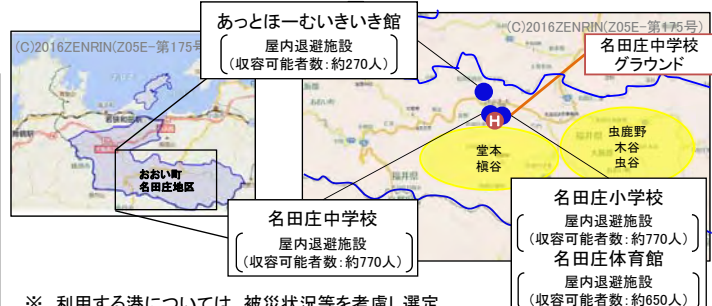 あっとほーむいきいき館
屋内退避施設
(収容可能者数:約270人)
(C)2016ZENRIN(Z05E-第175号
(C)2016ZENRIN(Z05E-第175号)
名田庄中学校
グラウンド
おおい町
名田庄地区
H
堂本
槇谷
虫鹿野
木谷
虫谷
名田庄中学校
屋内退避施設
(収容可能者数:約770人)
名田庄小学校
屋内退避施設
(収容可能者数:約770人)
名田庄体育館
屋内退避施設
(収容可能者数:約650人)
※ 利用する港については、被災状況等を考慮し選定